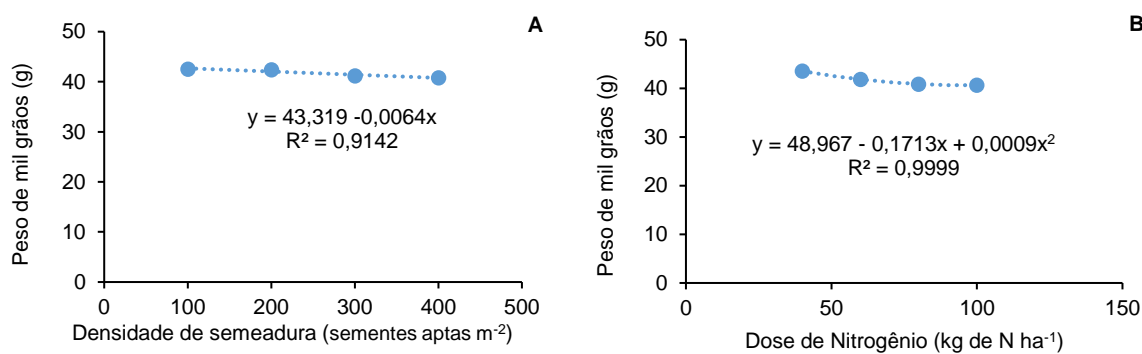 A
Peso de mil grãos (g)
50
40
30
20
10
0
y = 43,319 -0,0064x
R² = 0,9142
0 100 200 300 400 500
Densidade de semeadura (sementes aptas m-2)
B
Peso de mil grãos (g)
50
40
30
20
10
0
y = 48,967 - 0,1713x + 0,0009x²
R² = 0,9999
0 50 100 150
Dose de Nitrogênio (kg de N ha-1)